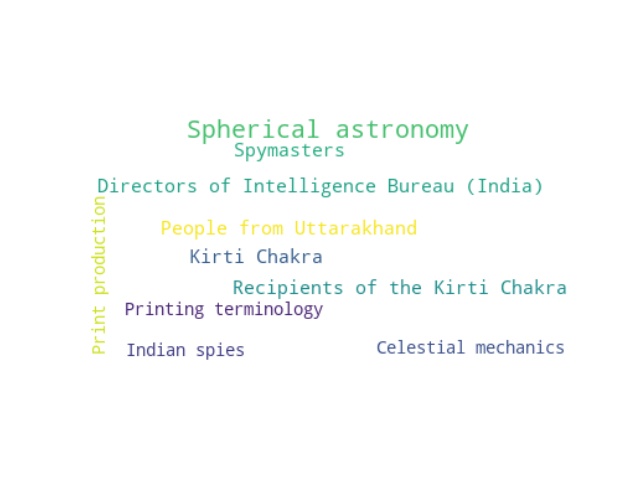 Spherical astronomy
Spymasters
Directors of Intelligence Bureau (India)
Print production
People from Uttarakhand
Kirti Chakra
Recipients of the Kirti Chakra
Printing terminology
Indian spies
Celestial mechanics